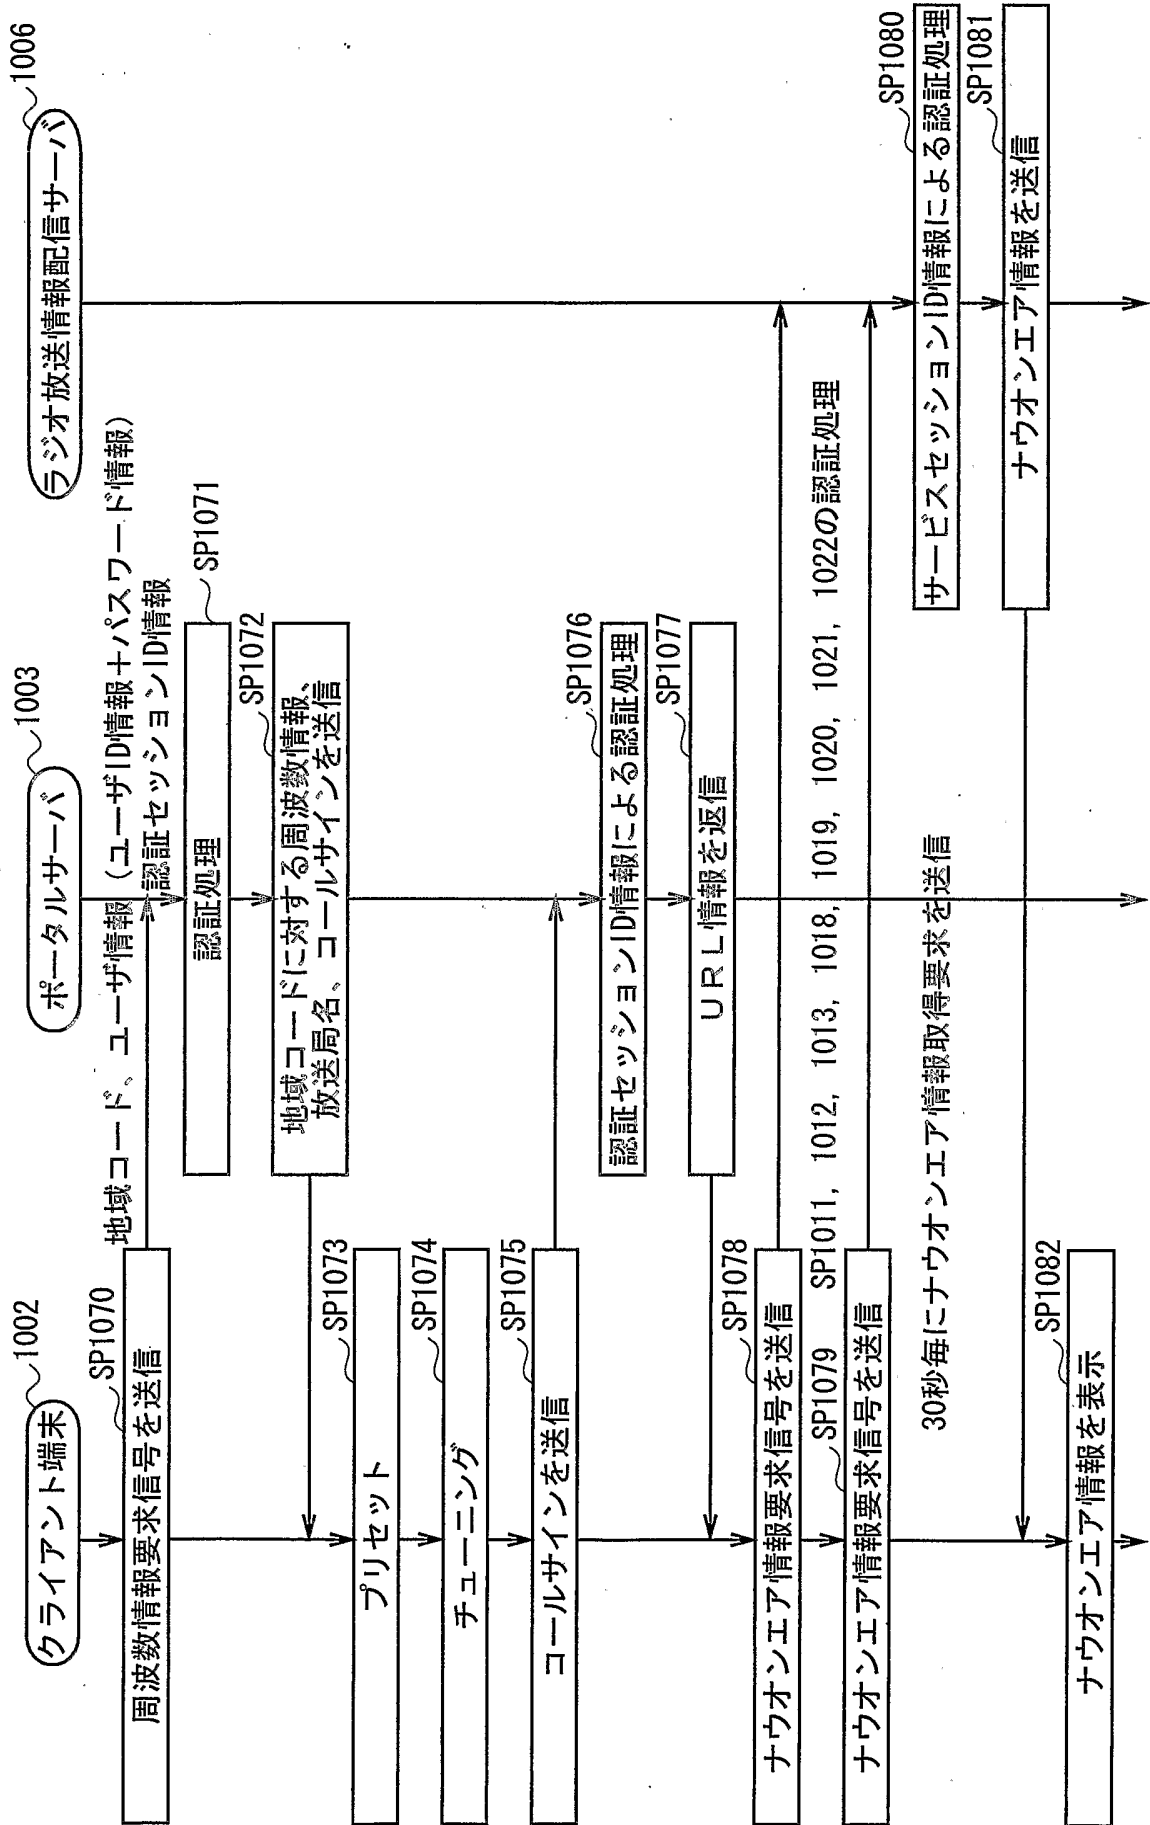 クライアント端末
1002
ポータルサーバ
1003
ラジオ放送情報配信サーバ
1006
SP1070
周波数情報要求信号を送信
地域コード、ユーザ情報(ユーザID情報+パスワード情報)
認証セッションID情報
SP1071
認証処理
SP1072
地域コードに対する周波数情報、
放送局名、コールサインを送信
SP1073
プリセット
SP1074
チューニング
SP1075
コールサインを送信
SP1076
認証セッションID情報による認証処理
SP1077
URL情報を返信
SP1078
ナウオンエア情報要求信号を送信
SP1079
SP1011, 1012, 1013, 1018, 1019, 1020, 1021, 1022の認証処理
ナウオンエア情報要求信号を送信
SP1080
サービスセッションID情報による認証処理
30秒毎にナウオンエア情報取得要求を送信
SP1081
ナウオンエア情報を送信
SP1082
ナウオンエア情報を表示